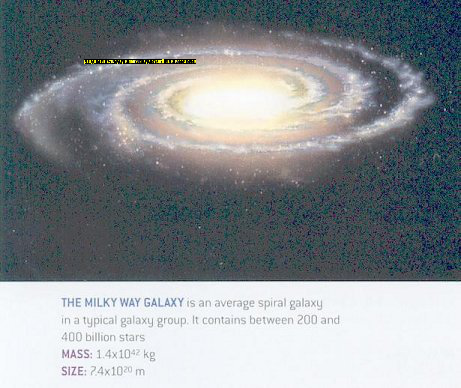 THE MILKY WAY GALAXY is an average spiral galaxy
in a typical galaxy group. It contains between 200 and
400 billion stars
MASS: 1.4x10⁴² kg
SIZE: 7.4x10²⁰ m